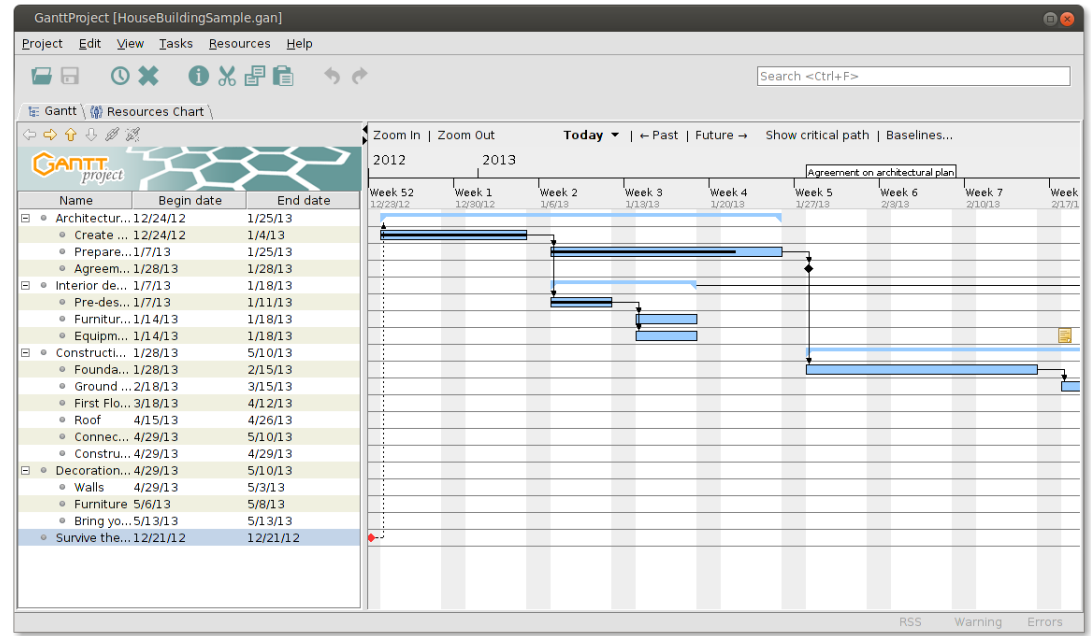 GanttProject [HouseBuildingSample.gan]
Project Edit View Tasks Resources Help
Search <Ctrl+F>
Gantt Resources Chart
Zoom In | Zoom Out Today | ←Past | Future → Show critical path | Baselines...
GANTT project
2012 2013
Agreement on architectural plan
Name Begin date End date
Week 52 Week 1 Week 2 Week 3 Week 4 Week 5 Week 6 Week 7 Week
12/23/12 12/30/12 1/6/13 1/13/13 1/20/13 1/27/13 2/3/13 2/10/13 2/17/1
Architectur... 12/24/12 1/25/13
Create ... 12/24/12 1/4/13
Prepare... 1/7/13 1/25/13
Agreem... 1/28/13 1/28/13
Interior de... 1/7/13 1/18/13
Pre-des... 1/7/13 1/11/13
Furnitur... 1/14/13 1/18/13
Equipm... 1/14/13 1/18/13
Constructi... 1/28/13 5/10/13
Founda... 1/28/13 2/15/13
Ground ... 2/18/13 3/15/13
First Flo... 3/18/13 4/12/13
Roof 4/15/13 4/26/13
Connec... 4/29/13 5/10/13
Constru... 4/29/13 4/29/13
Decoration... 4/29/13 5/10/13
Walls 4/29/13 5/3/13
Furniture 5/6/13 5/8/13
Bring yo... 5/13/13 5/13/13
Survive the... 12/21/12 12/21/12
RSS Warning Errors